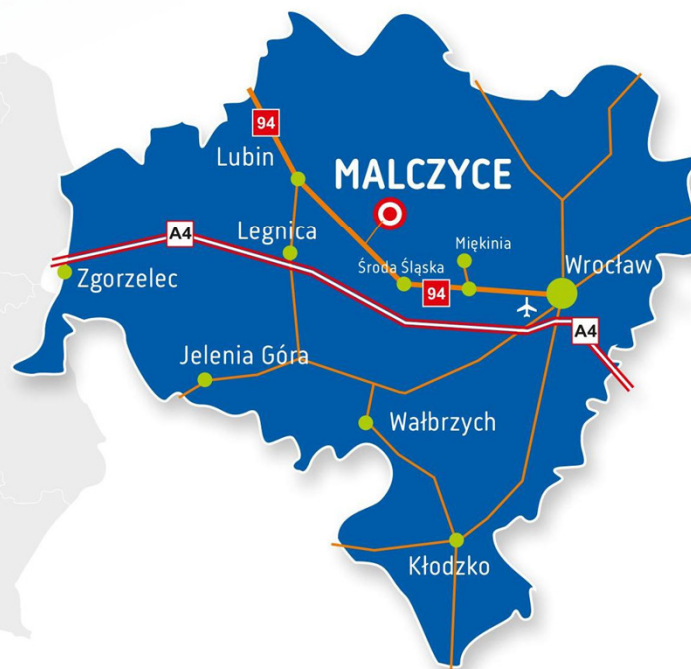 94
Lubin
MALCZYCE
A4
Legnica
Miękinia
Zgorzelec
Środa Śląska
Wrocław
94
A4
Jelenia Góra
Wałbrzych
Kłodzko